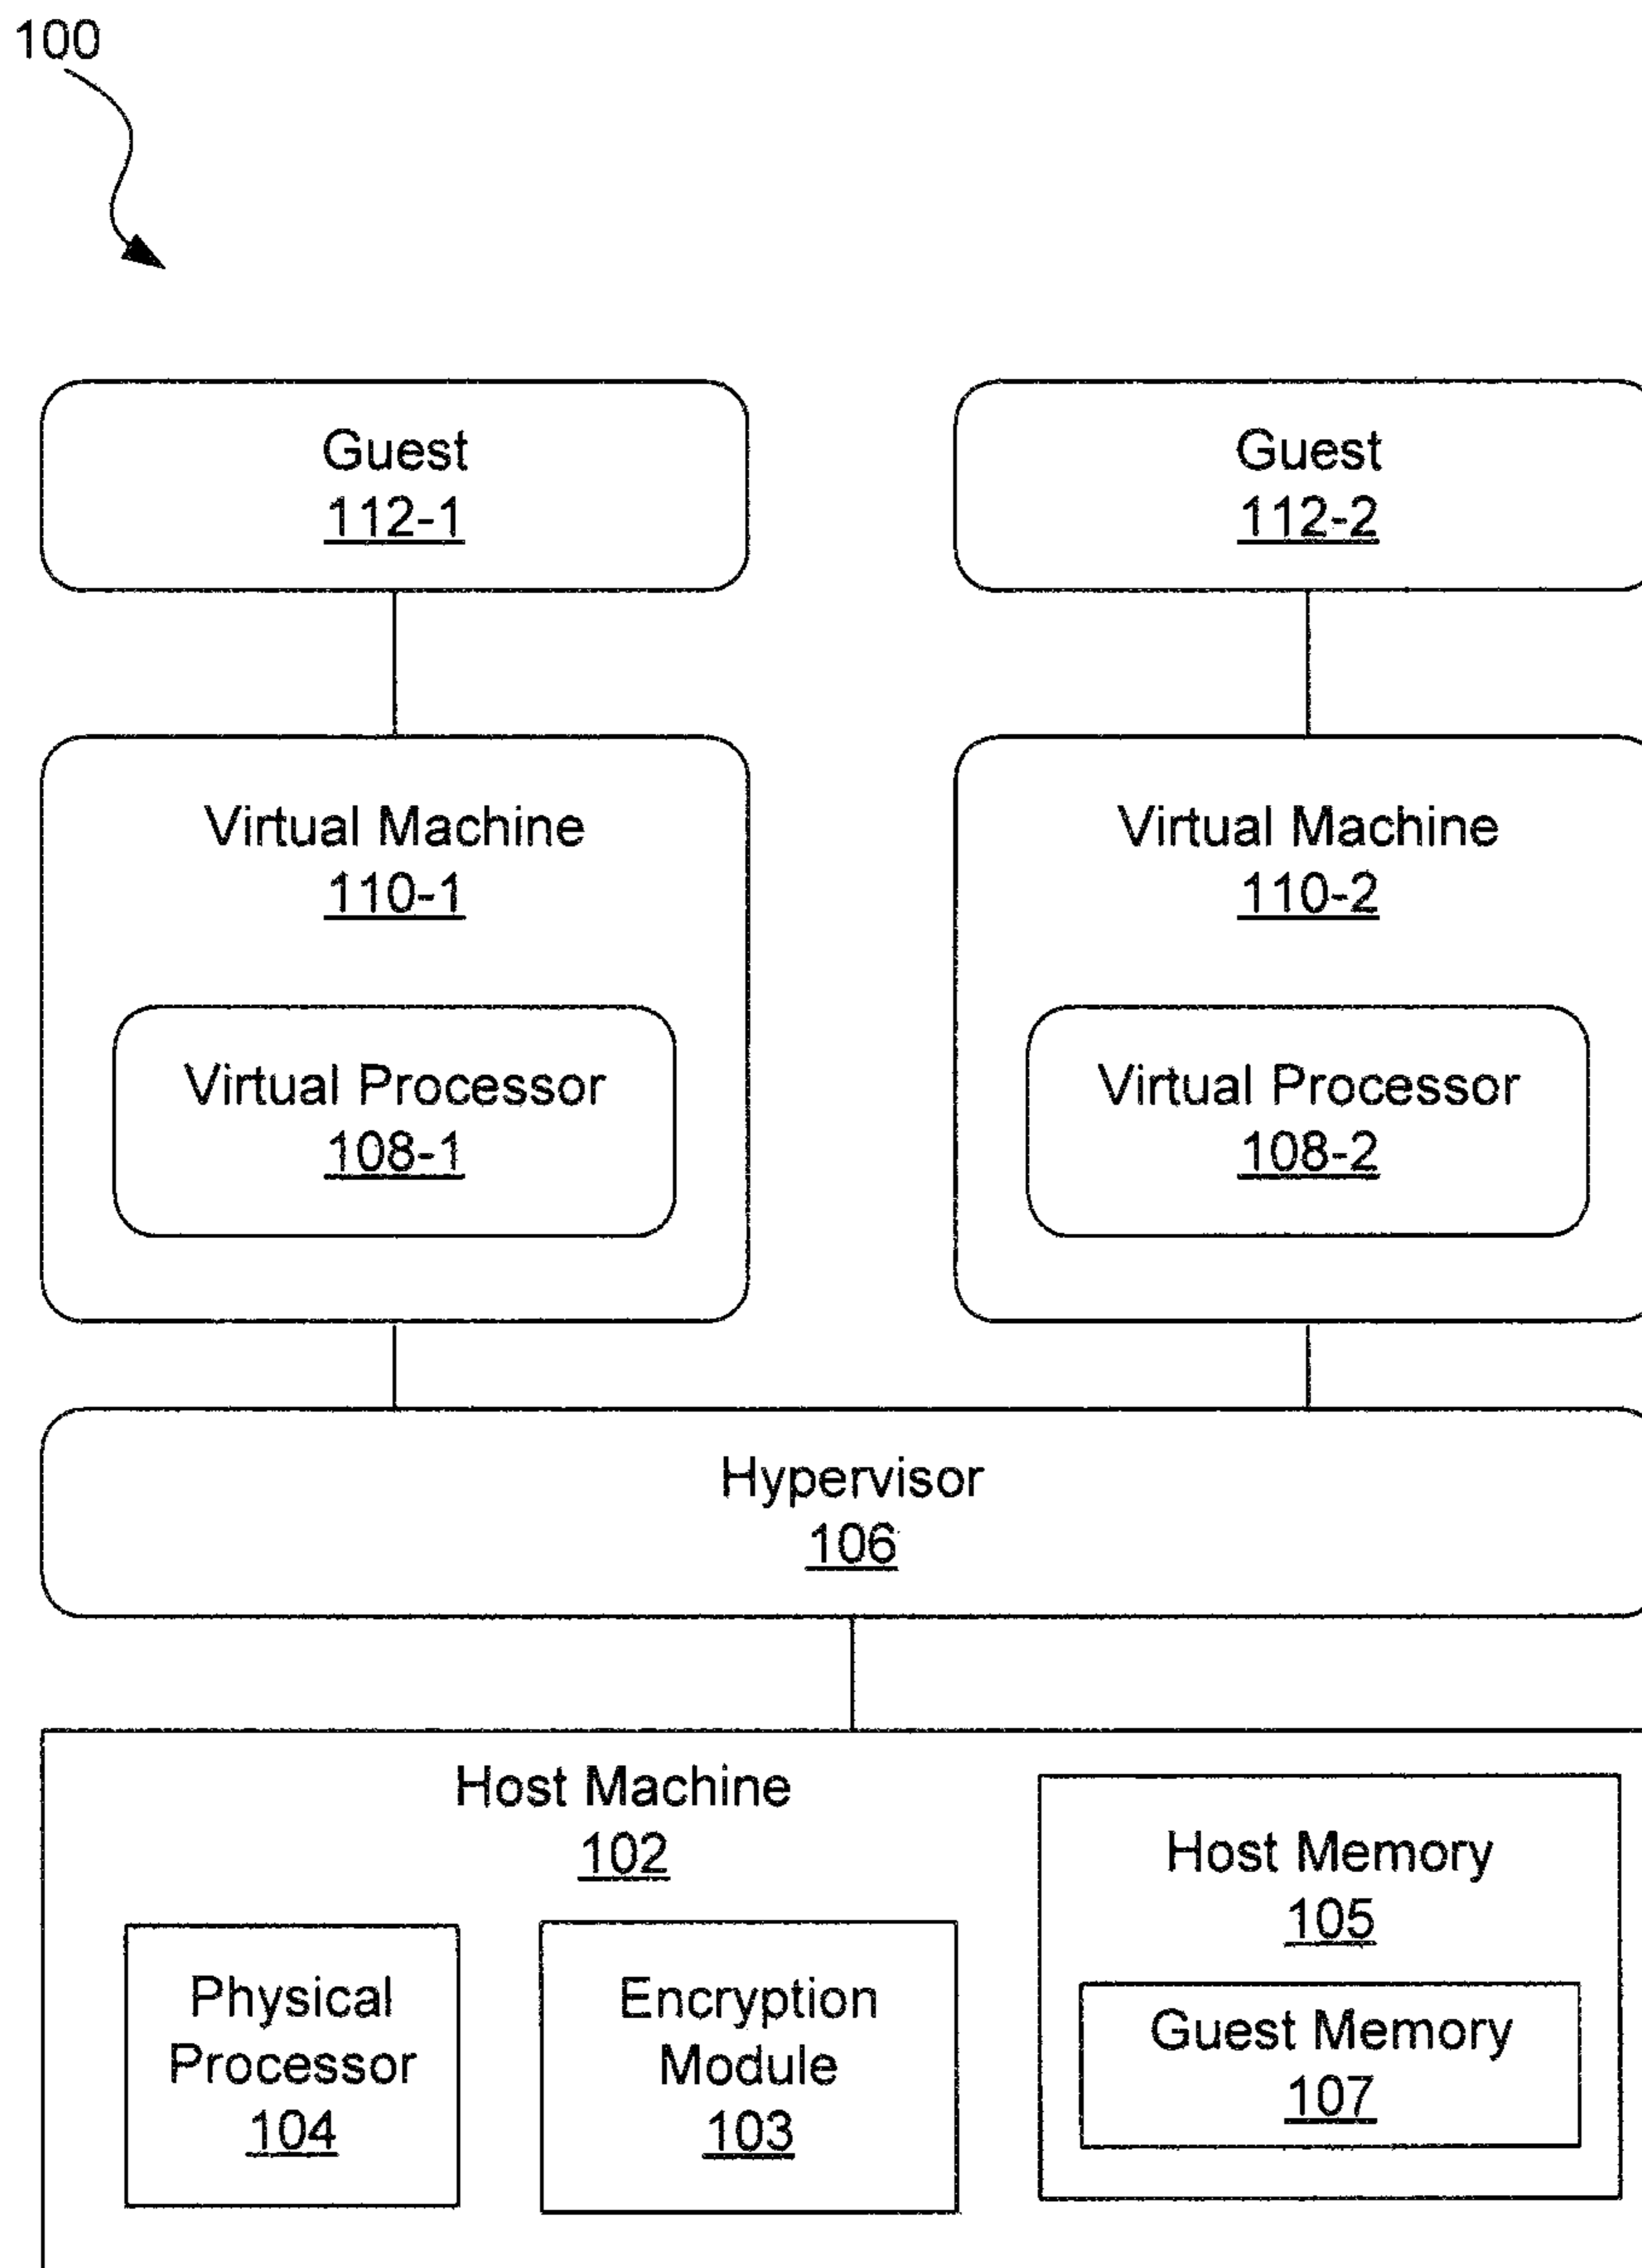 100
Guest
112-1
Guest
112-2
Virtual Machine
110-1
Virtual Machine
110-2
Virtual Processor
108-1
Virtual Processor
108-2
Hypervisor
106
Host Machine
102
Host Memory
105
Physical
Processor
104
Encryption
Module
103
Guest Memory
107